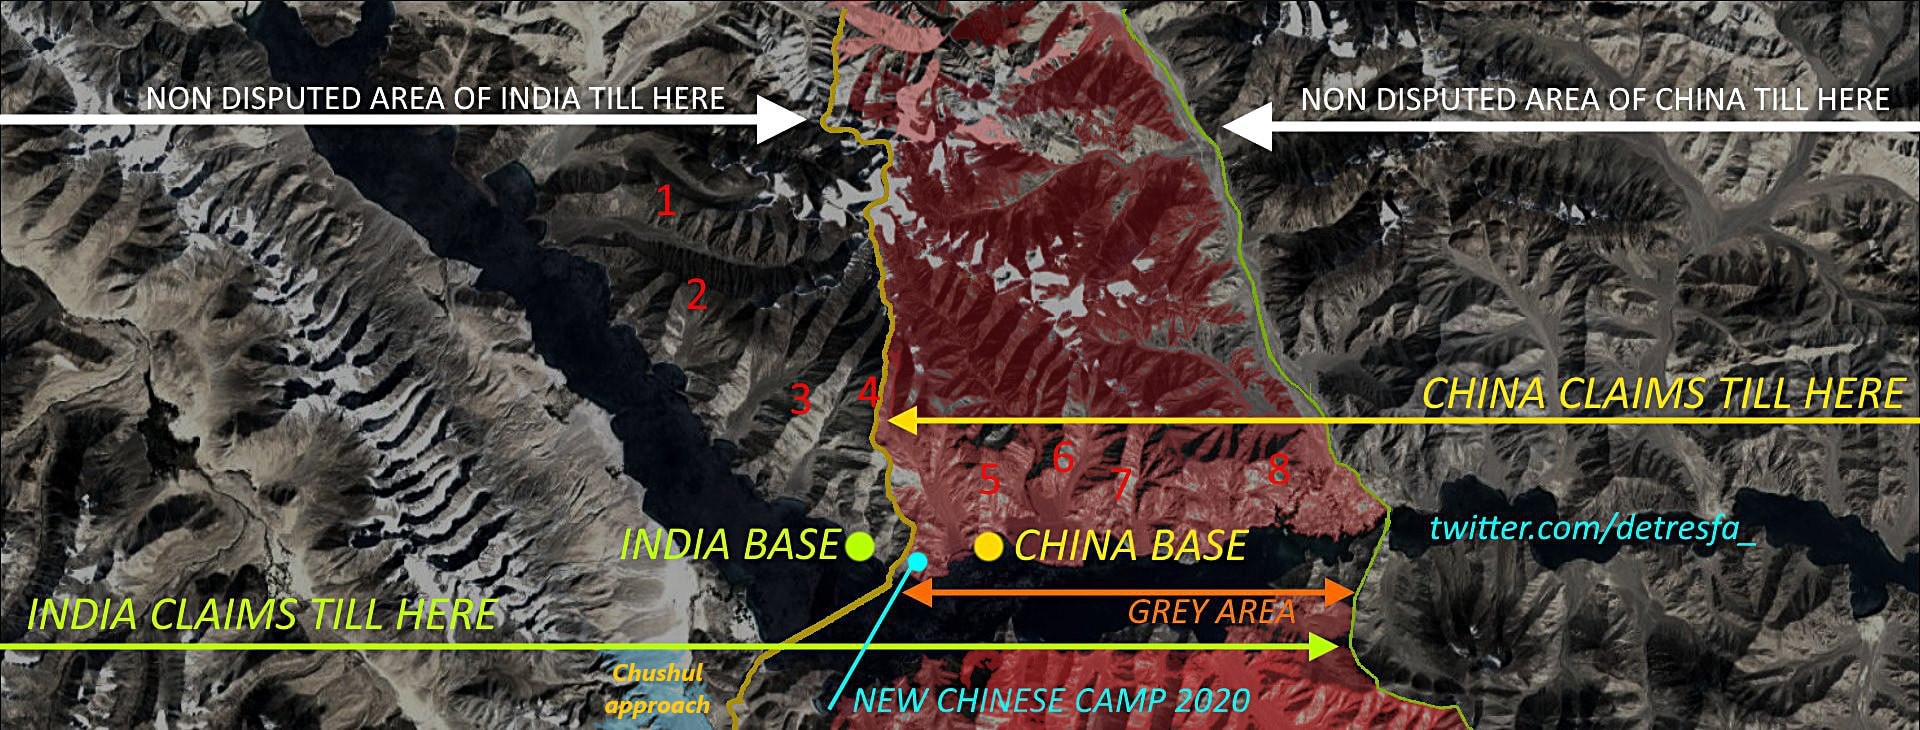 NON DISPUTED AREA OF INDIA TILL HERE
NON DISPUTED AREA OF CHINA TILL HERE
1
2
3
4
CHINA CLAIMS TILL HERE
5
6
7
8
twitter.com/detresfa_
INDIA BASE
CHINA BASE
INDIA CLAIMS TILL HERE
GREY AREA
Chushul
approach
NEW CHINESE CAMP 2020